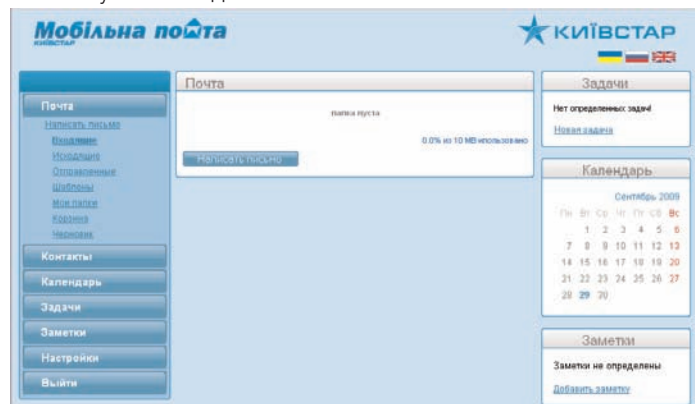 Мобільна пошта
КИЇВСТАР
КИЇВСТАР
Почта
Написать письмо
Входящие
Исходящие
Отправленные
Шаблоны
Мои папки
Корзина
Черновик
Контакты
Календарь
Задачи
Заметки
Настройки
Выйти
Почта
папка пуста
0.0% из 10 MB использовано
Написать письмо
Задачи
Нет определенных задач!
Новая задача
Календарь
Сентябрь 2009
Пн Вт Ср Чт Пт Сб Вс
1 2 3 4 5 6
7 8 9 10 11 12 13
14 15 16 17 18 19 20
21 22 23 24 25 26 27
28 29 30
Заметки
Заметки не определены
Добавить заметку